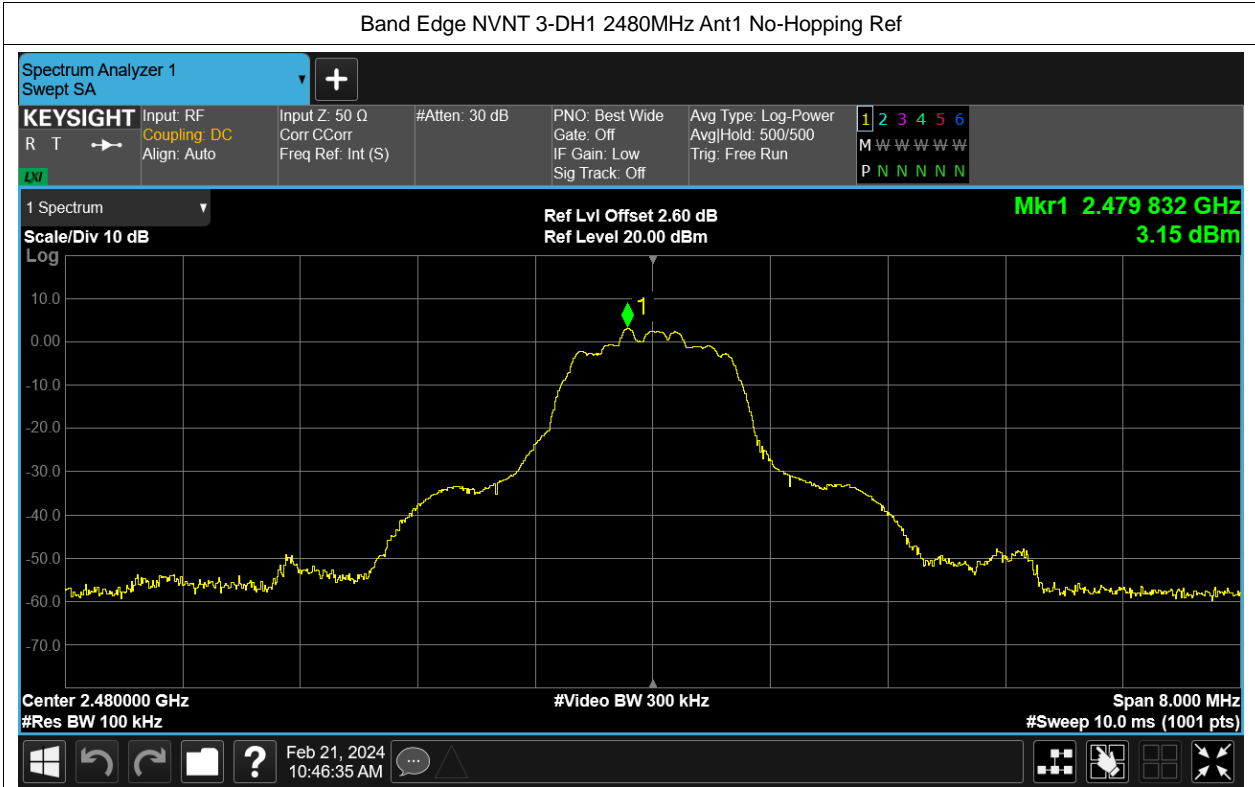 Band Edge NVNT 3-DH1 2480MHz Ant1 No-Hopping Ref
Spectrum Analyzer 1
Swept SA
KEYSIGHT
R T
LXI
Input: RF
Coupling: DC
Align: Auto
Input Z: 50 Ω
Corr CCorr
Freq Ref: Int (S)
#Atten: 30 dB
PNO: Best Wide
Gate: Off
IF Gain: Low
Sig Track: Off
Avg Type: Log-Power
Avg|Hold: 500/500
Trig: Free Run
1 2 3 4 5 6
M W W W W W
P N N N N N
1 Spectrum
Scale/Div 10 dB
Ref Lvl Offset 2.60 dB
Ref Level 20.00 dBm
Mkr1 2.479 832 GHz
3.15 dBm
Log
10.0
0.00
-10.0
-20.0
-30.0
-40.0
-50.0
-60.0
-70.0
1
Center 2.480000 GHz
#Video BW 300 kHz
Span 8.000 MHz
#Res BW 100 kHz
#Sweep 10.0 ms (1001 pts)
?
Feb 21, 2024
10:46:35 AM